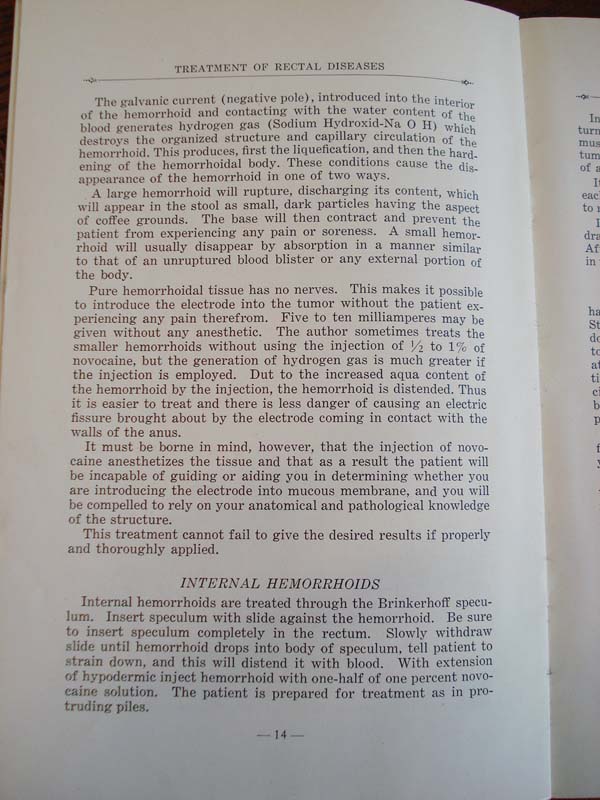 TREATMENT OF RECTAL DISEASES
The galvanic current (negative pole), introduced into the interior
of the hemorrhoid and contacting with the water content of the
blood generates hydrogen gas (Sodium Hydroxid-Na O H) which
destroys the organized structure and capillary circulation of the
hemorrhoid. This produces, first the liquefication, and then the hard-
ening of the hemorrhoidal body. These conditions cause the dis-
appearance of the hemorrhoid in one of two ways.
A large hemorrhoid will rupture, discharging its content, which
will appear in the stool as small, dark particles having the aspect
of coffee grounds. The base will then contract and prevent the
patient from experiencing any pain or soreness. A small hemor-
rhoid will usually disappear by absorption in a manner similar
to that of an unruptured blood blister or any external portion of
the body.
Pure hemorrhoidal tissue has no nerves. This makes it possible
to introduce the electrode into the tumor without the patient ex-
periencing any pain therefrom. Five to ten milliamperes may be
given without any anesthetic. The author sometimes treats the
smaller hemorrhoids without using the injection of ½ to 1% of
novocaine, but the generation of hydrogen gas is much greater if
the injection is employed. Dut to the increased aqua content of
the hemorrhoid by the injection, the hemorrhoid is distended. Thus
it is easier to treat and there is less danger of causing an electric
fissure brought about by the electrode coming in contact with the
walls of the anus.
It must be borne in mind, however, that the injection of novo-
caine anesthetizes the tissue and that as a result the patient will
be incapable of guiding or aiding you in determining whether you
are introducing the electrode into mucous membrane, and you will
be compelled to rely on your anatomical and pathological knowledge
of the structure.
This treatment cannot fail to give the desired results if properly
and thoroughly applied.
INTERNAL HEMORRHOIDS
Internal hemorrhoids are treated through the Brinkerhoff specu-
lum. Insert speculum with slide against the hemorrhoid. Be sure
to insert speculum completely in the rectum. Slowly withdraw
slide until hemorrhoid drops into body of speculum, tell patient to
strain down, and this will distend it with blood. With extension
of hypodermic inject hemorrhoid with one-half of one percent novo-
caine solution. The patient is prepared for treatment as in pro-
truding piles.
—14—